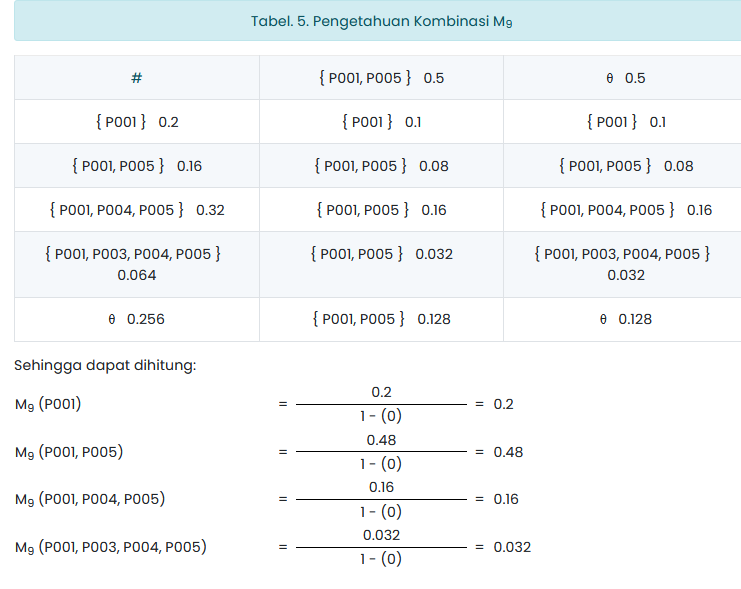 Tabel. 5. Pengetahuan Kombinasi M9
# { P001, P005 } 0.5 θ 0.5
{ P001 } 0.2 { P001 } 0.1 { P001 } 0.1
{ P001, P005 } 0.16 { P001, P005 } 0.08 { P001, P005 } 0.08
{ P001, P004, P005 } 0.32 { P001, P005 } 0.16 { P001, P004, P005 } 0.16
{ P001, P003, P004, P005 } 0.064 { P001, P005 } 0.032 { P001, P003, P004, P005 } 0.032
θ 0.256 { P001, P005 } 0.128 θ 0.128
Sehingga dapat dihitung:
M9 (P001) = 0.2 / 1 - (0) = 0.2
M9 (P001, P005) = 0.48 / 1 - (0) = 0.48
M9 (P001, P004, P005) = 0.16 / 1 - (0) = 0.16
M9 (P001, P003, P004, P005) = 0.032 / 1 - (0) = 0.032